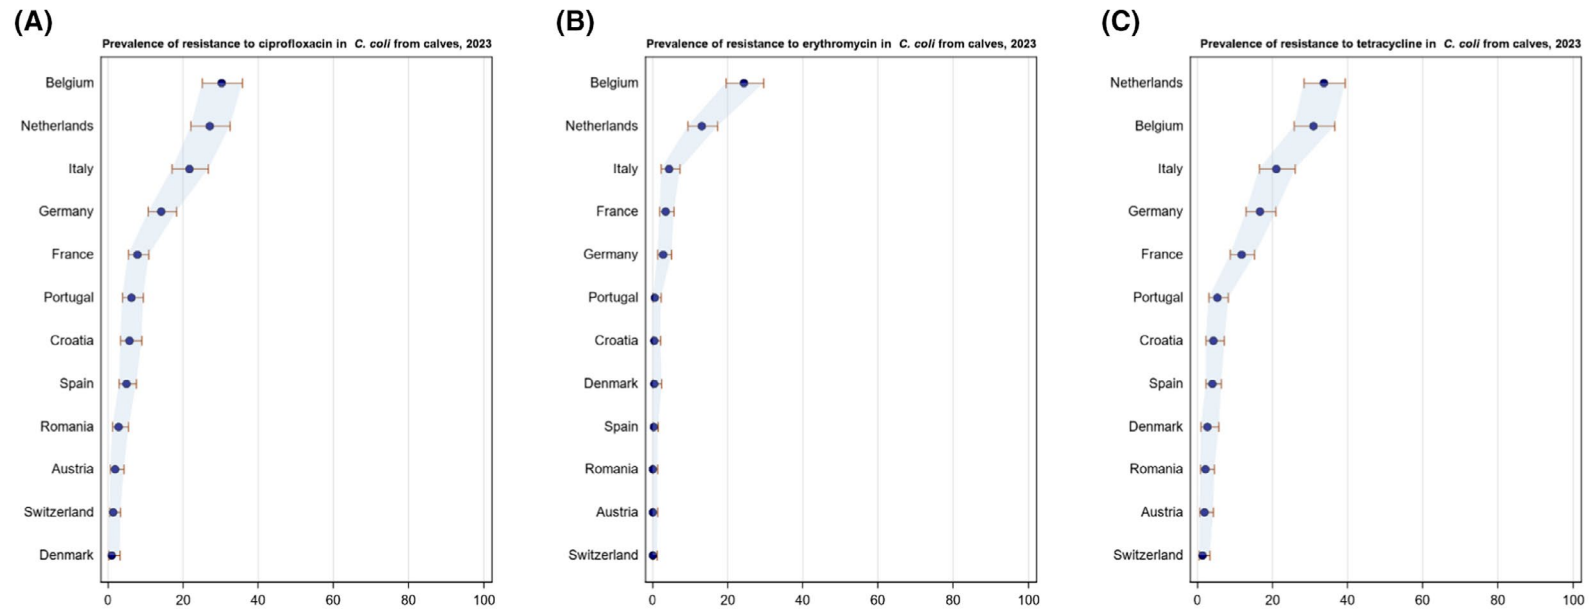 (A)
Prevalence of resistance to ciprofloxacin in C. coli from calves, 2023
Belgium
Netherlands
Italy
Germany
France
Portugal
Croatia
Spain
Romania
Austria
Switzerland
Denmark
0 20 40 60 80 100
(B)
Prevalence of resistance to erythromycin in C. coli from calves, 2023
Belgium
Netherlands
Italy
France
Germany
Portugal
Croatia
Denmark
Spain
Romania
Austria
Switzerland
0 20 40 60 80 100
(C)
Prevalence of resistance to tetracycline in C. coli from calves, 2023
Netherlands
Belgium
Italy
Germany
France
Portugal
Croatia
Spain
Denmark
Romania
Austria
Switzerland
0 20 40 60 80 100